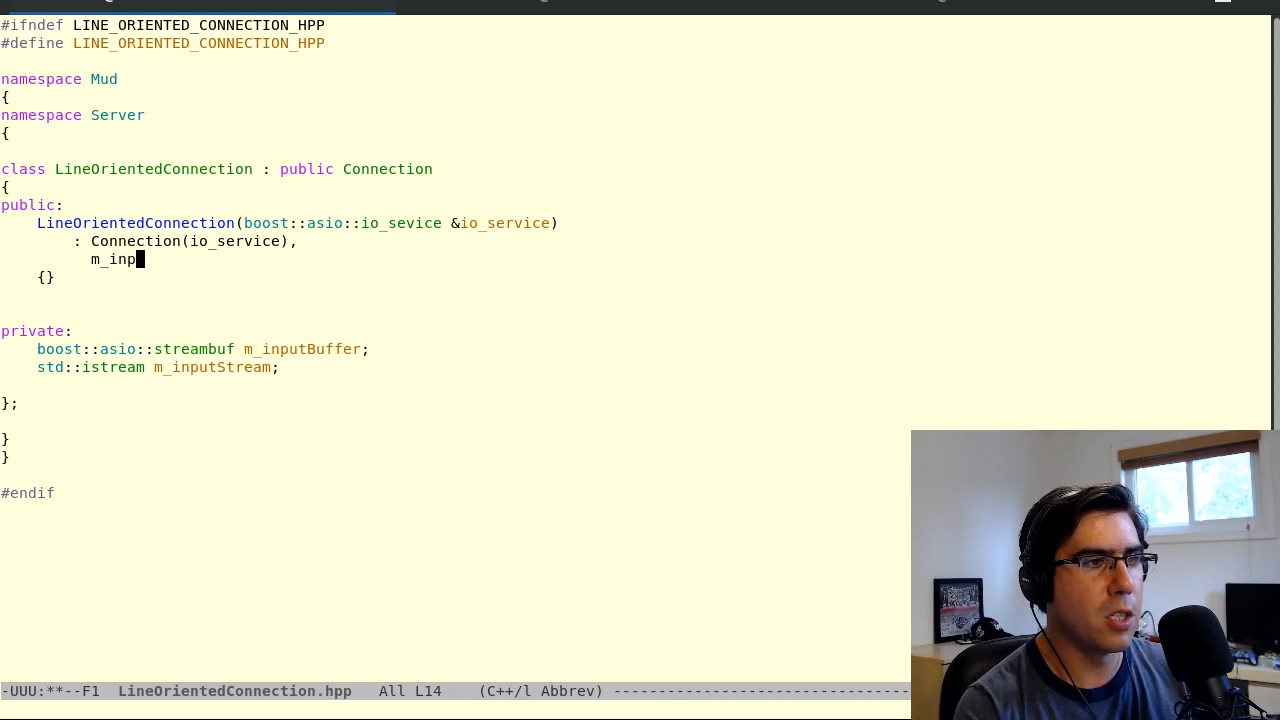 #ifndef LINE_ORIENTED_CONNECTION_HPP
#define LINE_ORIENTED_CONNECTION_HPP
namespace Mud
{
namespace Server
{
class LineOrientedConnection : public Connection
{
public:
LineOrientedConnection(boost::asio::io_sevice &io_service)
: Connection(io_service),
m_inp
{}
private:
boost::asio::streambuf m_inputBuffer;
std::istream m_inputStream;
};
}
}
#endif
-UUU:**--F1 LineOrientedConnection.hpp All L14 (C++/l Abbrev) ---------------------------------